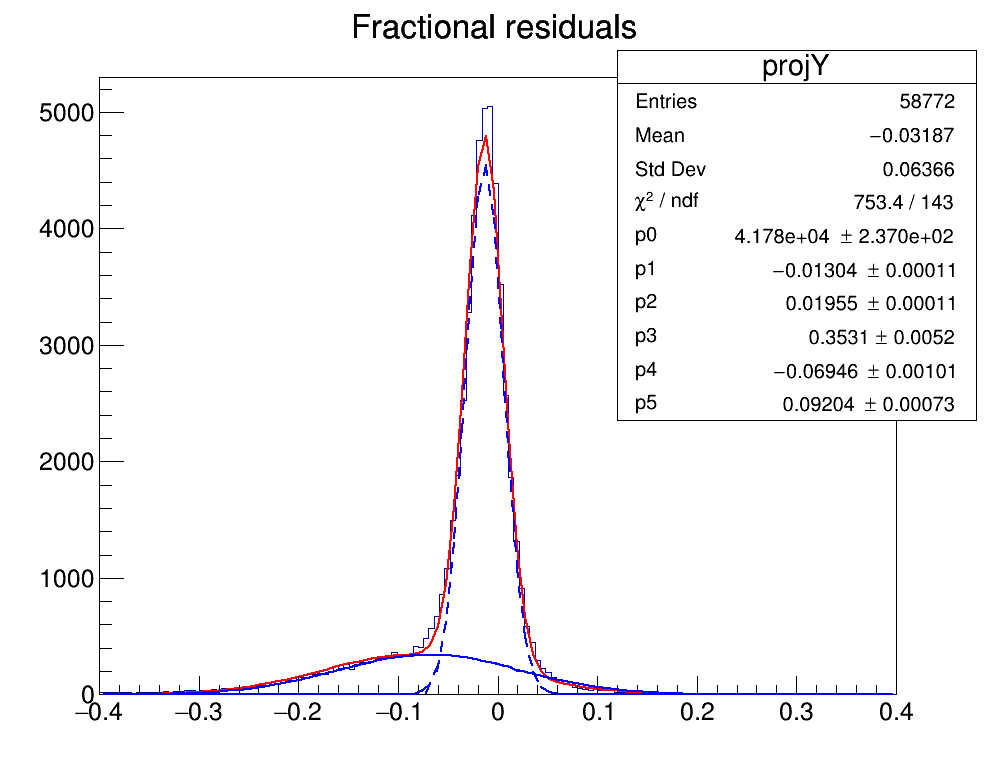 Fractional residuals
projY
Entries 58772
Mean −0.03187
Std Dev 0.06366
χ² / ndf 753.4 / 143
p0 4.178e+04 ± 2.370e+02
p1 −0.01304 ± 0.00011
p2 0.01955 ± 0.00011
p3 0.3531 ± 0.0052
p4 −0.06946 ± 0.00101
p5 0.09204 ± 0.00073
5000
4000
3000
2000
1000
0
−0.4 −0.3 −0.2 −0.1 0 0.1 0.2 0.3 0.4